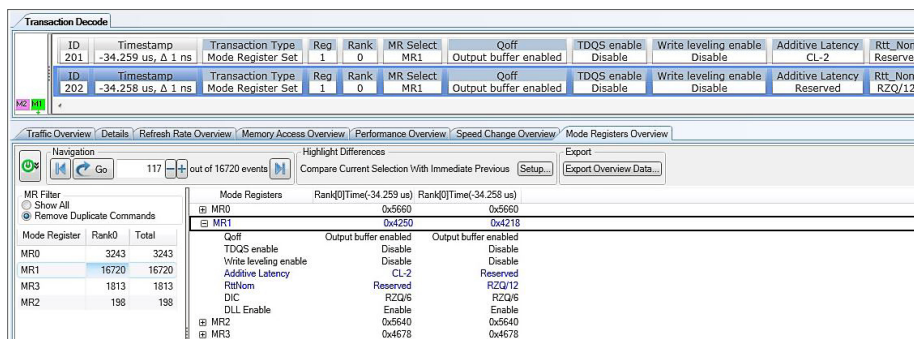 Transaction Decode
ID Timestamp Transaction Type Reg Rank MR Select Qoff TDQS enable Write leveling enable Additive Latency Rtt_Nom
201 -34.259 us, Δ 1 ns Mode Register Set 1 0 MR1 Output buffer enabled Disable Disable CL-2 Reserve
ID Timestamp Transaction Type Reg Rank MR Select Qoff TDQS enable Write leveling enable Additive Latency Rtt_Nom
202 -34.258 us, Δ 1 ns Mode Register Set 1 0 MR1 Output buffer enabled Disable Disable Reserved RZQ/12
M2 M1
Traffic Overview Details Refresh Rate Overview Memory Access Overview Performance Overview Speed Change Overview Mode Registers Overview
Navigation Highlight Differences Export
Go 117 out of 16720 events Compare Current Selection With Immediate Previous Setup... Export Overview Data...
MR Filter Mode Registers Rank[0]Time(-34.259 us) Rank[0]Time(-34.258 us)
Show All MR0 0x5660 0x5660
Remove Duplicate Commands MR1 0x4250 0x4218
Mode Register Rank0 Total Qoff Output buffer enabled Output buffer enabled
TDQS enable Disable Disable
MR0 3243 3243 Write leveling enable Disable Disable
MR1 16720 16720 Additive Latency CL-2 Reserved
RttNom Reserved RZQ/12
MR3 1813 1813 DIC RZQ/6 RZQ/6
MR2 198 198 DLL Enable Enable Enable
MR2 0x5640 0x5640
MR3 0x4678 0x4678